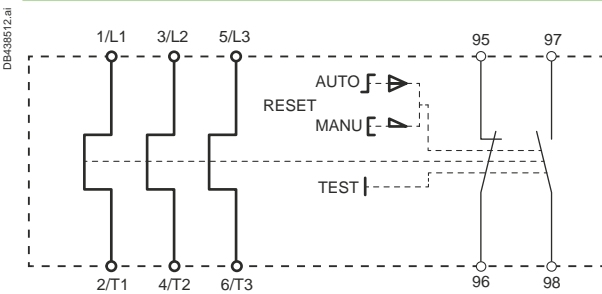 DB438512.ai
1/L1 3/L2 5/L3 95 97
AUTO
RESET
MANU
TEST
2/T1 4/T2 6/T3 96 98